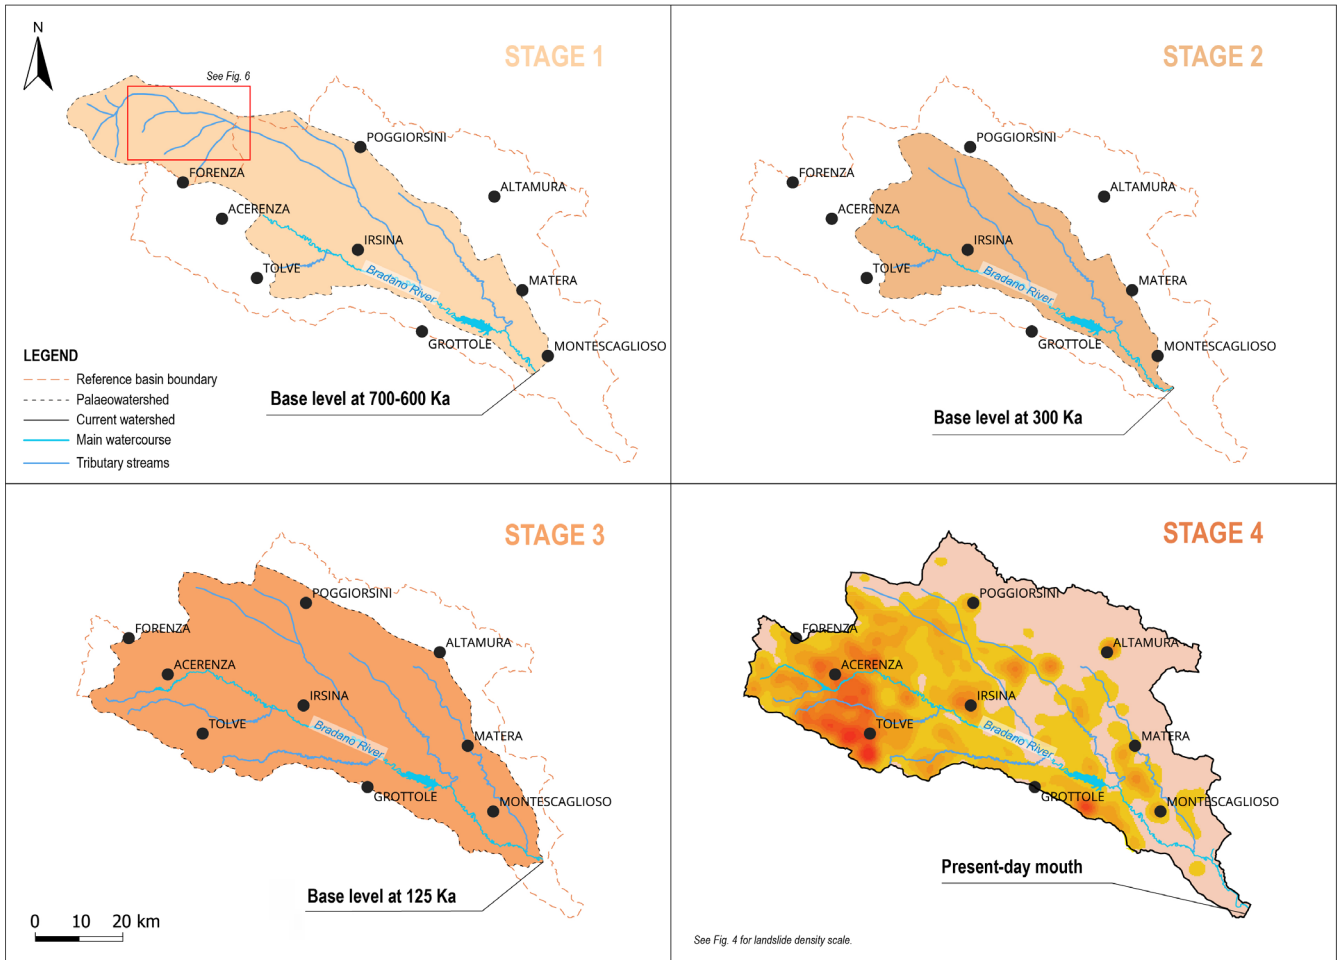 N
STAGE 1
See Fig. 6
POGGIORSINI
FORENZA
ALTAMURA
ACERENZA
IRSINA
TOLVE
Bradano River
MATERA
GROTTOLE
MONTESCAGLIOSO
LEGEND
Reference basin boundary
Palaeowatershed
Current watershed
Main watercourse
Tributary streams
Base level at 700-600 Ka
STAGE 2
POGGIORSINI
FORENZA
ALTAMURA
ACERENZA
IRSINA
TOLVE
Bradano River
MATERA
GROTTOLE
MONTESCAGLIOSO
Base level at 300 Ka
STAGE 3
POGGIORSINI
FORENZA
ALTAMURA
ACERENZA
IRSINA
TOLVE
Bradano River
MATERA
GROTTOLE
MONTESCAGLIOSO
Base level at 125 Ka
0 10 20 km
STAGE 4
POGGIORSINI
FORENZA
ALTAMURA
ACERENZA
IRSINA
TOLVE
Bradano River
MATERA
GROTTOLE
MONTESCAGLIOSO
Present-day mouth
See Fig. 4 for landslide density scale.